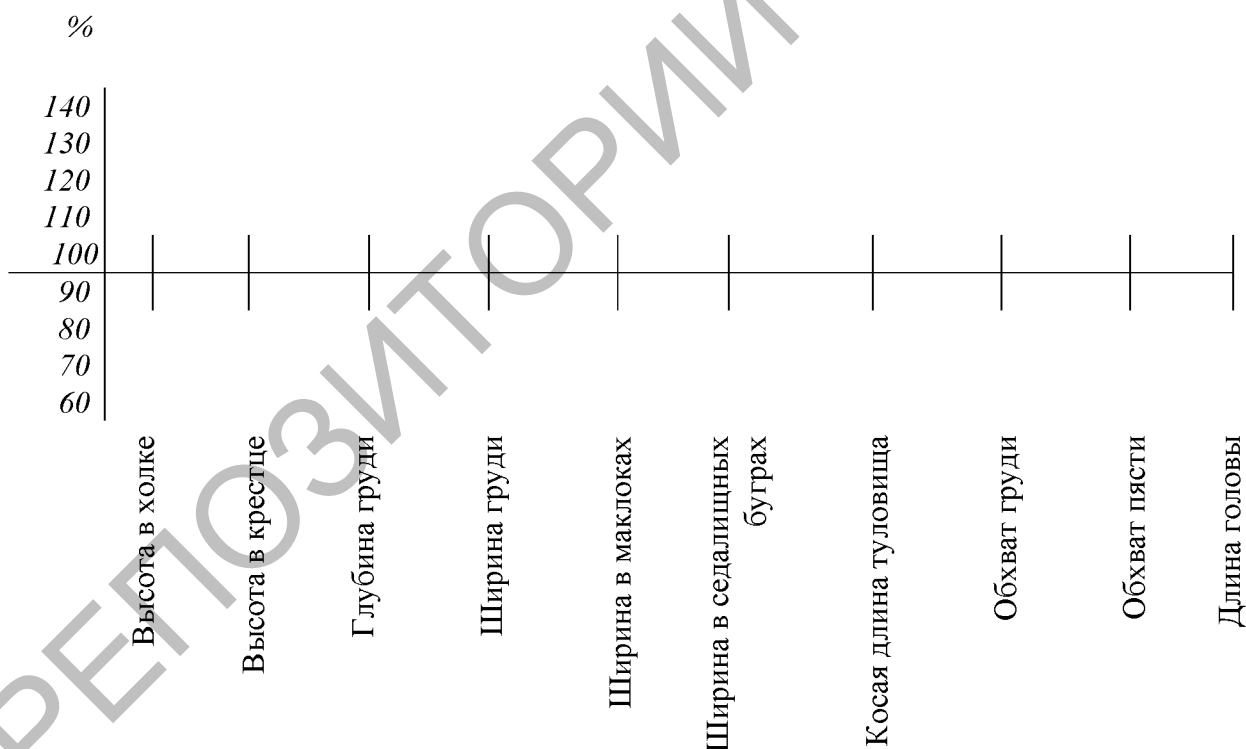 %
140
130
120
110
100
90
80
70
60
Высота в холке
Высота в крестце
Глубина груди
Ширина груди
Ширина в маклоках
Ширина в седалищных
буграх
Косая длина туловища
Обхват груди
Обхват пясти
Длина головы
РЕПОЗИТОРИЙ